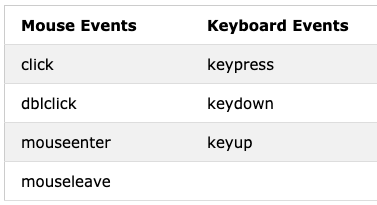 Mouse Events Keyboard Events
click keypress
dblclick keydown
mouseenter keyup
mouseleave